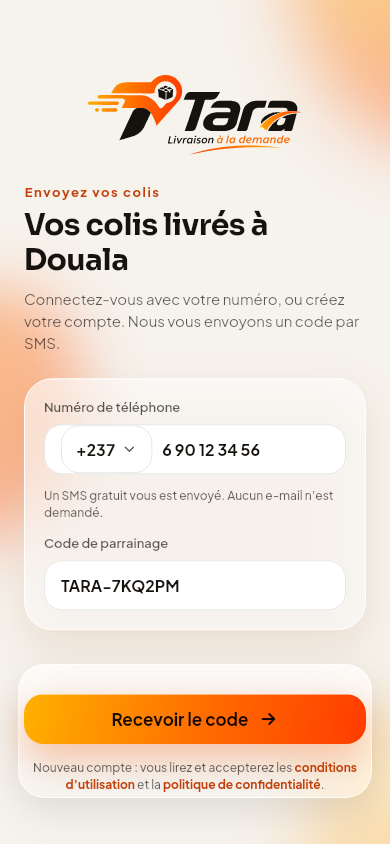 Tara
Livraison à la demande
Envoyez vos colis
Vos colis livrés à
Douala
Connectez-vous avec votre numéro, ou créez
votre compte. Nous vous envoyons un code par
SMS.
Numéro de téléphone
+237 6 90 12 34 56
Un SMS gratuit vous est envoyé. Aucun e-mail n'est
demandé.
Code de parrainage
TARA-7KQ2PM
Recevoir le code →
Nouveau compte : vous lirez et accepterez les conditions
d'utilisation et la politique de confidentialité.